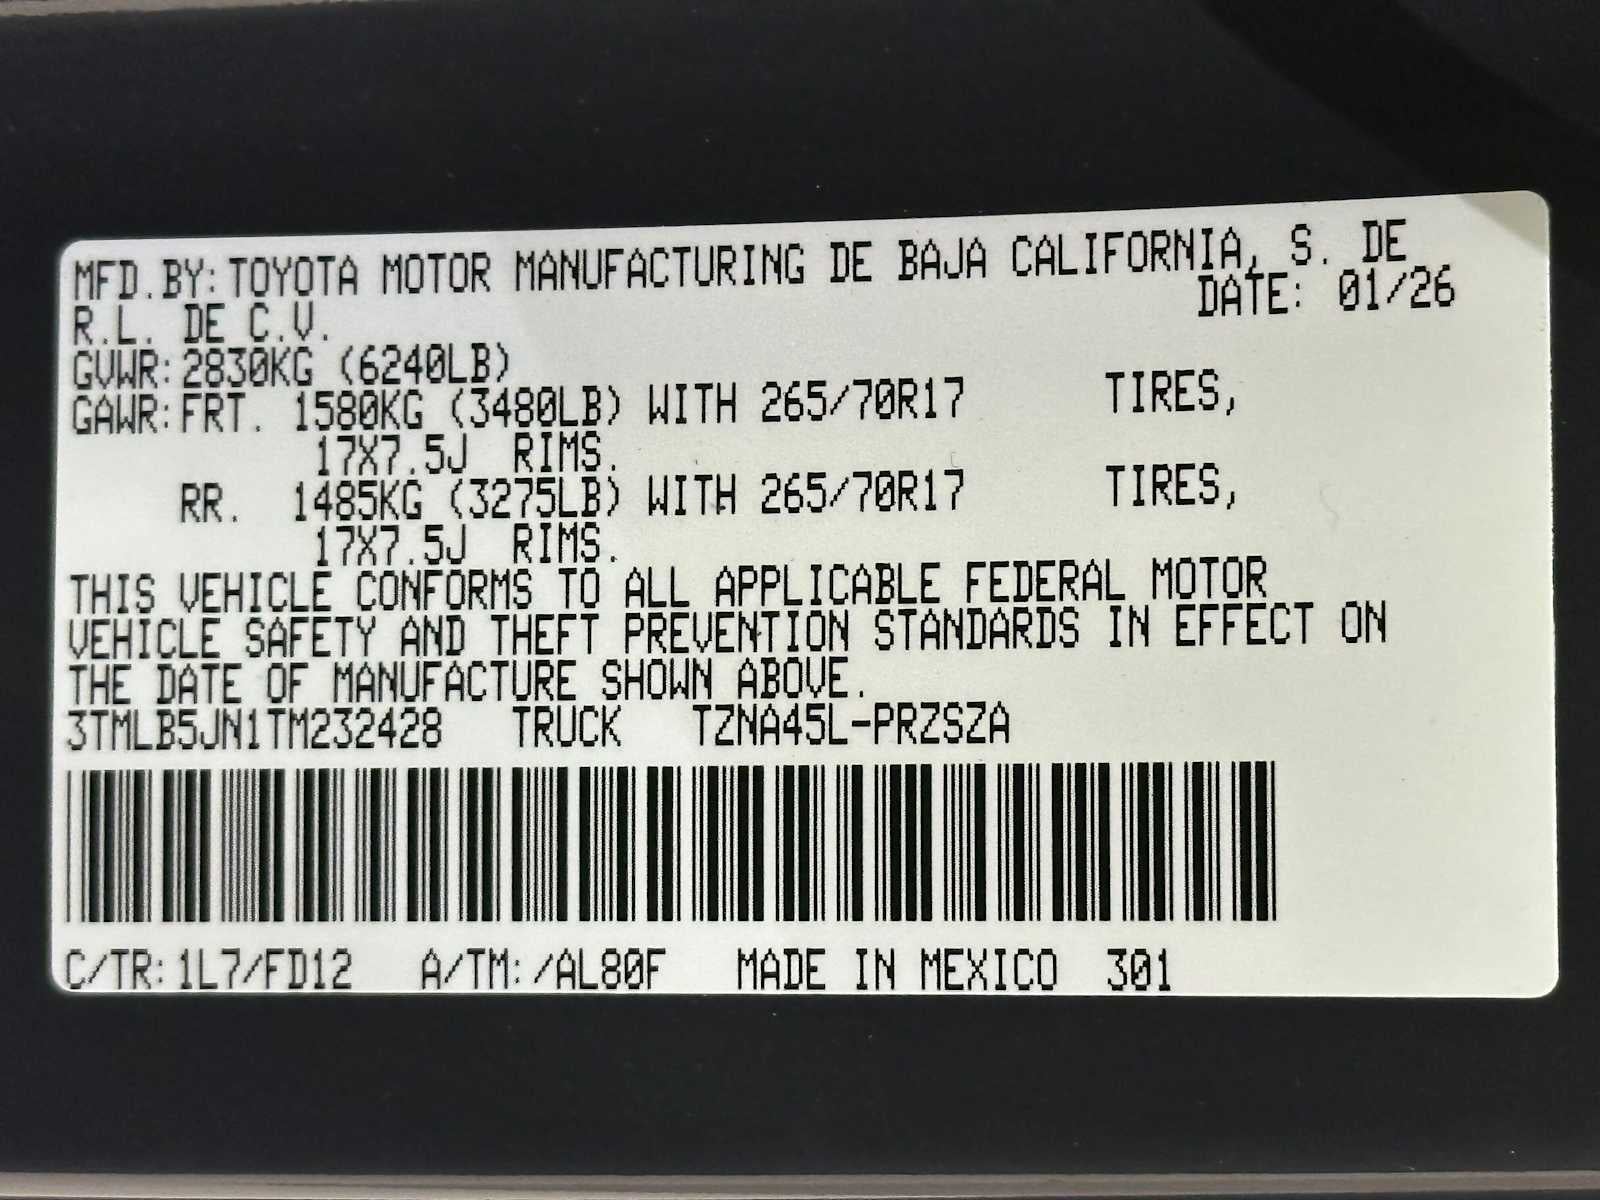 MFD.BY:TOYOTA MOTOR MANUFACTURING DE BAJA CALIFORNIA, S. DE
R.L. DE C.V. DATE: 01/26
GVWR:2830KG (6240LB)
GAWR:FRT. 1580KG (3480LB) WITH 265/70R17 TIRES,
17X7.5J RIMS.
RR. 1485KG (3275LB) WITH 265/70R17 TIRES,
17X7.5J RIMS.
THIS VEHICLE CONFORMS TO ALL APPLICABLE FEDERAL MOTOR
VEHICLE SAFETY AND THEFT PREVENTION STANDARDS IN EFFECT ON
THE DATE OF MANUFACTURE SHOWN ABOVE.
3TMLB5JN1TM232428 TRUCK TZNA45L-PRZSZA
C/TR:1L7/FD12 A/TM:/AL80F MADE IN MEXICO 301